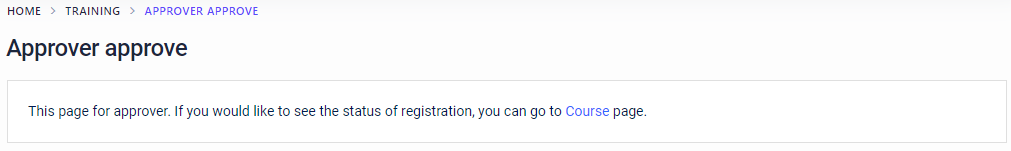 HOME > TRAINING > APPROVER APPROVE
Approver approve
This page for approver. If you would like to see the status of registration, you can go to Course page.